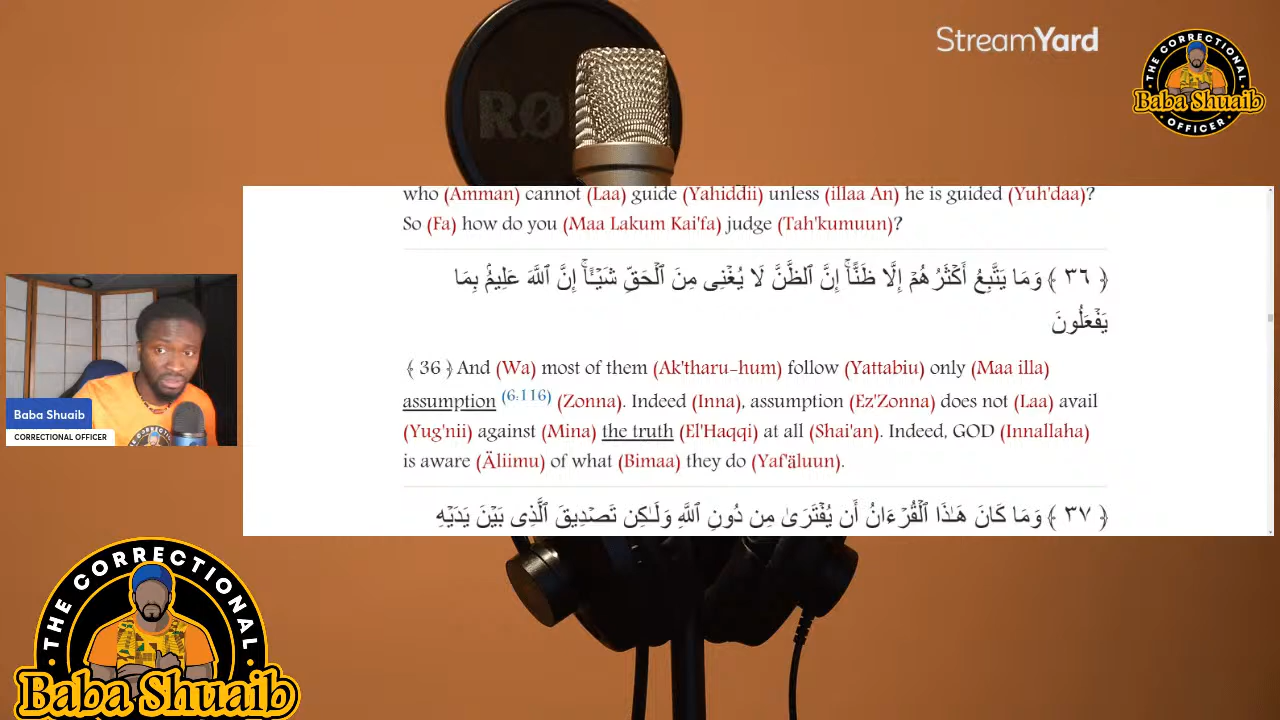 StreamYard
THE CORRECTIONAL
Baba Shuaib
OFFICER
RØ
who (Amman) cannot (Laa) guide (Yahiddii) unless (illaa An) he is guided (Yuh'daa)?
So (Fa) how do you (Maa Lakum Kai'fa) judge (Tah'kumuun)?
﴿ ٣٦ ﴾ وَمَا يَتَّبِعُ أَكْثَرُهُمْ إِلَّا ظَنًّاۚ إِنَّ ٱلظَّنَّ لَا يُغْنِى مِنَ ٱلْحَقِّ شَيْـًٔاۚ إِنَّ ٱللَّهَ عَلِيمٌۢ بِمَا
يَفْعَلُونَ
﴾ 36 ﴿ And (Wa) most of them (Ak'tharu-hum) follow (Yattabiu) only (Maa illa)
assumption (6:116) (Zonna). Indeed (Inna), assumption (Ez'Zonna) does not (Laa) avail
(Yug'nii) against (Mina) the truth (El'Haqqi) at all (Shai'an). Indeed, GOD (Innallaha)
is aware (Äliimu) of what (Bimaa) they do (Yaf'äluun).
﴿ ٣٧ ﴾ وَمَا كَانَ هَـٰذَا ٱلْقُرْءَانُ أَن يُفْتَرَىٰ مِن دُونِ ٱللَّهِ وَلَـٰكِن تَصْدِيقَ ٱلَّذِى بَيْنَ يَدَيْهِ
Baba Shuaib
CORRECTIONAL OFFICER
THE CORRECTIONAL
Baba Shuaib